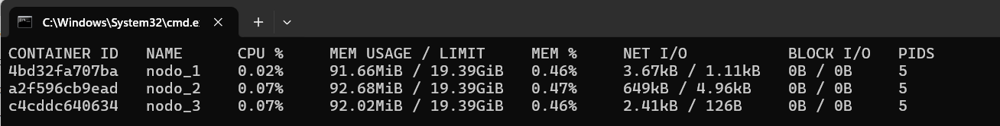 C:\Windows\System32\cmd.e
CONTAINER ID NAME CPU % MEM USAGE / LIMIT MEM % NET I/O BLOCK I/O PIDS
4bd32fa707ba nodo_1 0.02% 91.66MiB / 19.39GiB 0.46% 3.67kB / 1.11kB 0B / 0B 5
a2f596cb9ead nodo_2 0.07% 92.68MiB / 19.39GiB 0.47% 649kB / 4.96kB 0B / 0B 5
c4cddc640634 nodo_3 0.07% 92.02MiB / 19.39GiB 0.46% 2.41kB / 126B 0B / 0B 5